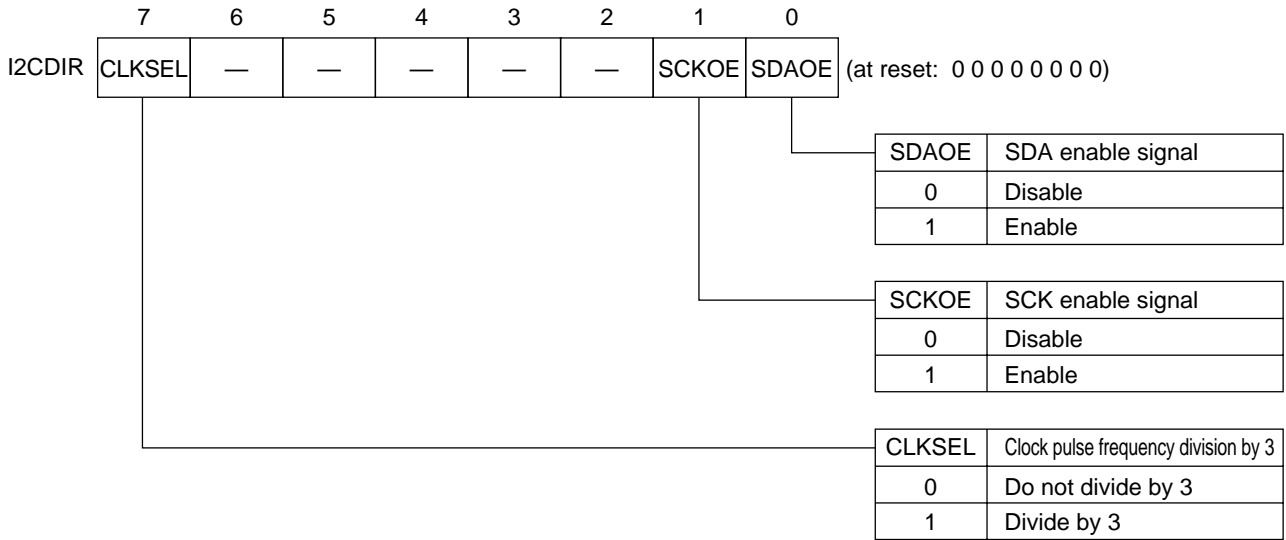 7 6 5 4 3 2 1 0
I2CDIR CLKSEL — — — — — SCKOE SDAOE (at reset: 0 0 0 0 0 0 0 0)
SDAOE SDA enable signal
0 Disable
1 Enable
SCKOE SCK enable signal
0 Disable
1 Enable
CLKSEL Clock pulse frequency division by 3
0 Do not divide by 3
1 Divide by 3